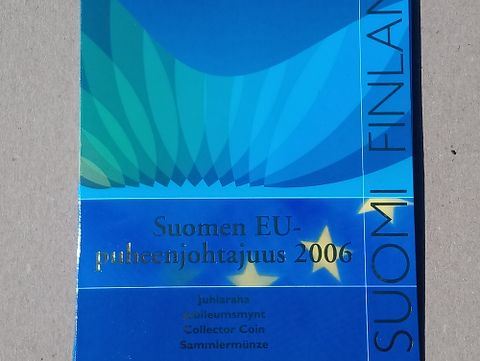 Suomen EU-
puheenjohtajuus 2006
Juhlaraha
Jubileumsmynt
Collector Coin
Sammlermünze
SUOMI FINLAN